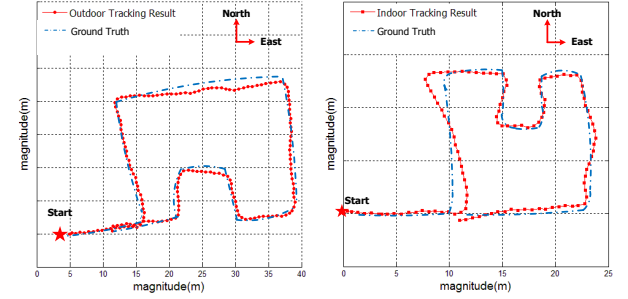 Outdoor Tracking Result
Ground Truth
North
East
Start
magnitude(m)
0 5 10 15 20 25 30 35 40
magnitude(m)
Indoor Tracking Result
Ground Truth
North
East
Start
magnitude(m)
0 5 10 15 20 25
magnitude(m)